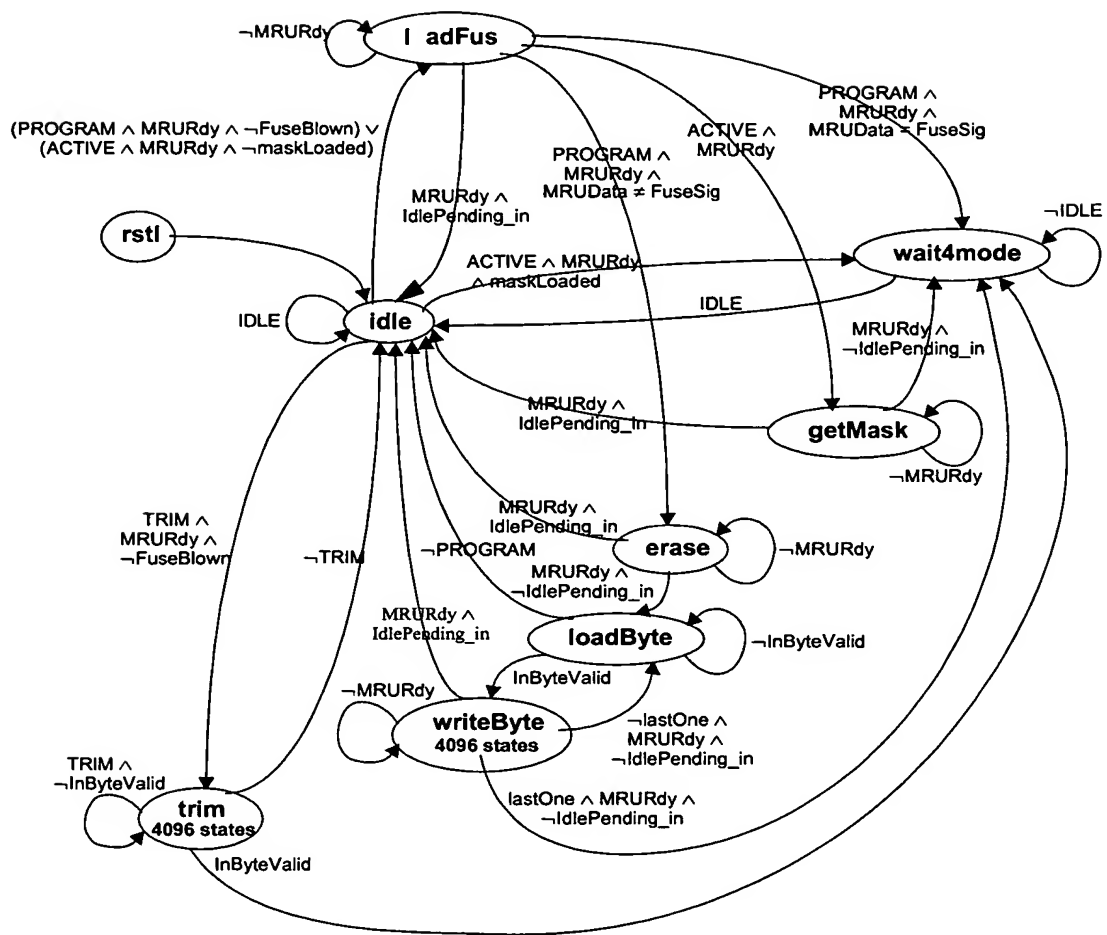 ¬MRURdy
l adFus
(PROGRAM ∧ MRURdy ∧ ¬FuseBlown) ∨
(ACTIVE ∧ MRURdy ∧ ¬maskLoaded)
MRURdy ∧
IdlePending_in
PROGRAM ∧
MRURdy ∧
MRUData ≠ FuseSig
ACTIVE ∧
MRURdy
PROGRAM ∧
MRURdy ∧
MRUData = FuseSig
rstl
ACTIVE ∧ MRURdy
∧ maskLoaded
¬IDLE
wait4mode
IDLE
idle
IDLE
MRURdy ∧
¬IdlePending_in
MRURdy ∧
IdlePending_in
getMask
¬MRURdy
TRIM ∧
MRURdy ∧
¬FuseBlown
¬TRIM
¬PROGRAM
MRURdy ∧
IdlePending_in
erase
¬MRURdy
MRURdy ∧
¬IdlePending_in
MRURdy ∧
IdlePending_in
loadByte
¬InByteValid
InByteValid
¬MRURdy
writeByte
4096 states
¬lastOne ∧
MRURdy ∧
¬IdlePending_in
TRIM ∧
¬InByteValid
trim
4096 states
lastOne ∧ MRURdy ∧
¬IdlePending_in
InByteValid